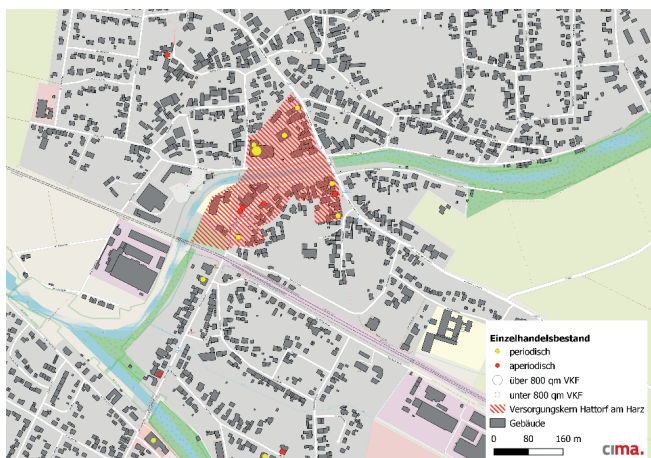 Einzelhandelsbestand
periodisch
aperiodisch
über 800 qm VKF
unter 800 qm VKF
Versorgungskern Hattorf am Harz
Gebäude
0 80 160 m
cima.